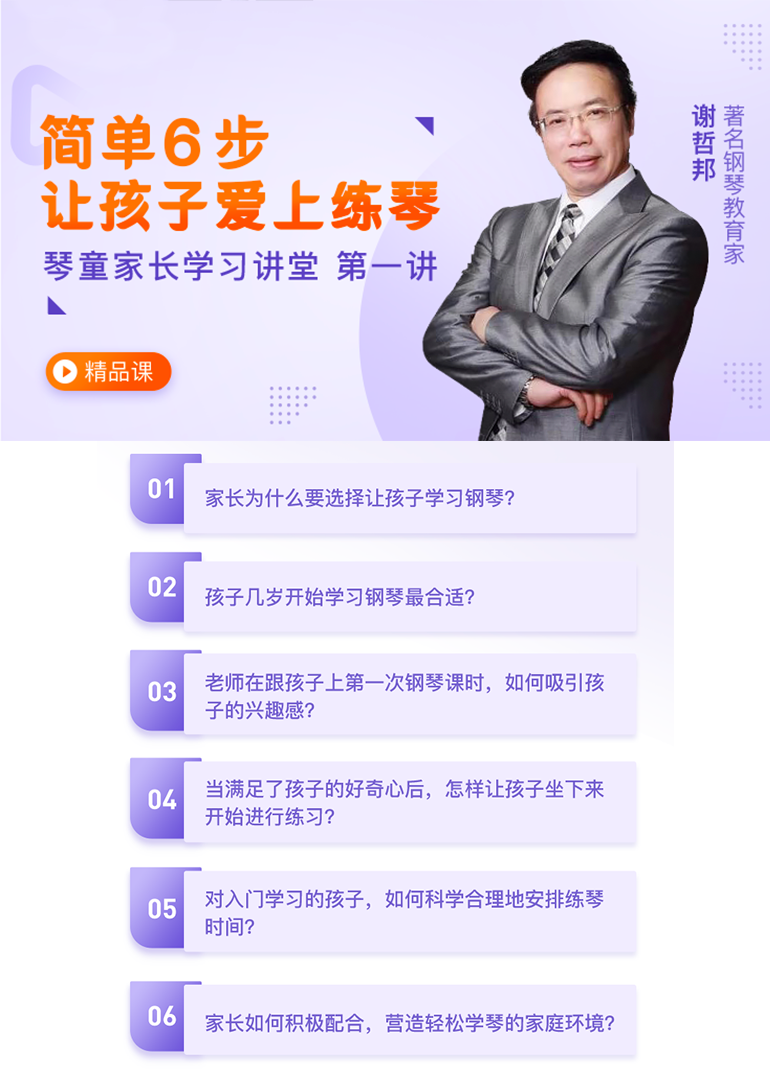 简单6步
让孩子爱上练琴
琴童家长学习讲堂 第一讲
精品课
著名钢琴教育家
谢哲邦
01
家长为什么要选择让孩子学习钢琴?
02
孩子几岁开始学习钢琴最合适?
03
老师在跟孩子上第一次钢琴课时，如何吸引孩
子的兴趣感?
04
当满足了孩子的好奇心后，怎样让孩子坐下来
开始进行练习?
05
对入门学习的孩子，如何科学合理地安排练琴
时间?
06
家长如何积极配合，营造轻松学琴的家庭环境?